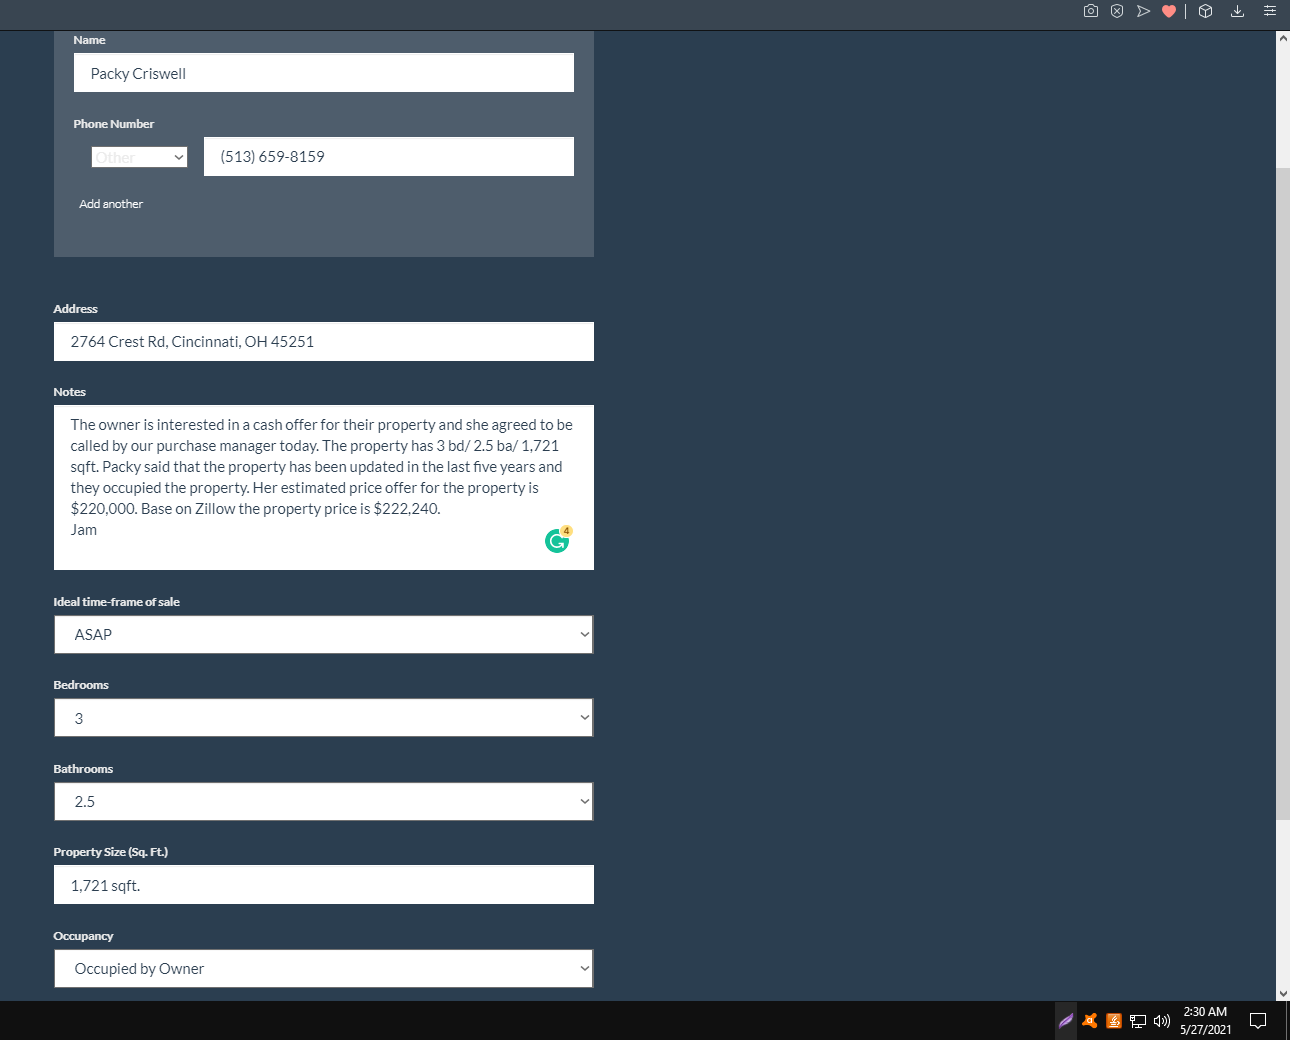 Name
Packy Criswell
Phone Number
Other
(513) 659-8159
Add another
Address
2764 Crest Rd, Cincinnati, OH 45251
Notes
The owner is interested in a cash offer for their property and she agreed to be
called by our purchase manager today. The property has 3 bd/ 2.5 ba/ 1,721
sqft. Packy said that the property has been updated in the last five years and
they occupied the property. Her estimated price offer for the property is
$220,000. Base on Zillow the property price is $222,240.
Jam
4
Ideal time-frame of sale
ASAP
Bedrooms
3
Bathrooms
2.5
Property Size (Sq. Ft.)
1,721 sqft.
Occupancy
Occupied by Owner
2:30 AM
5/27/2021